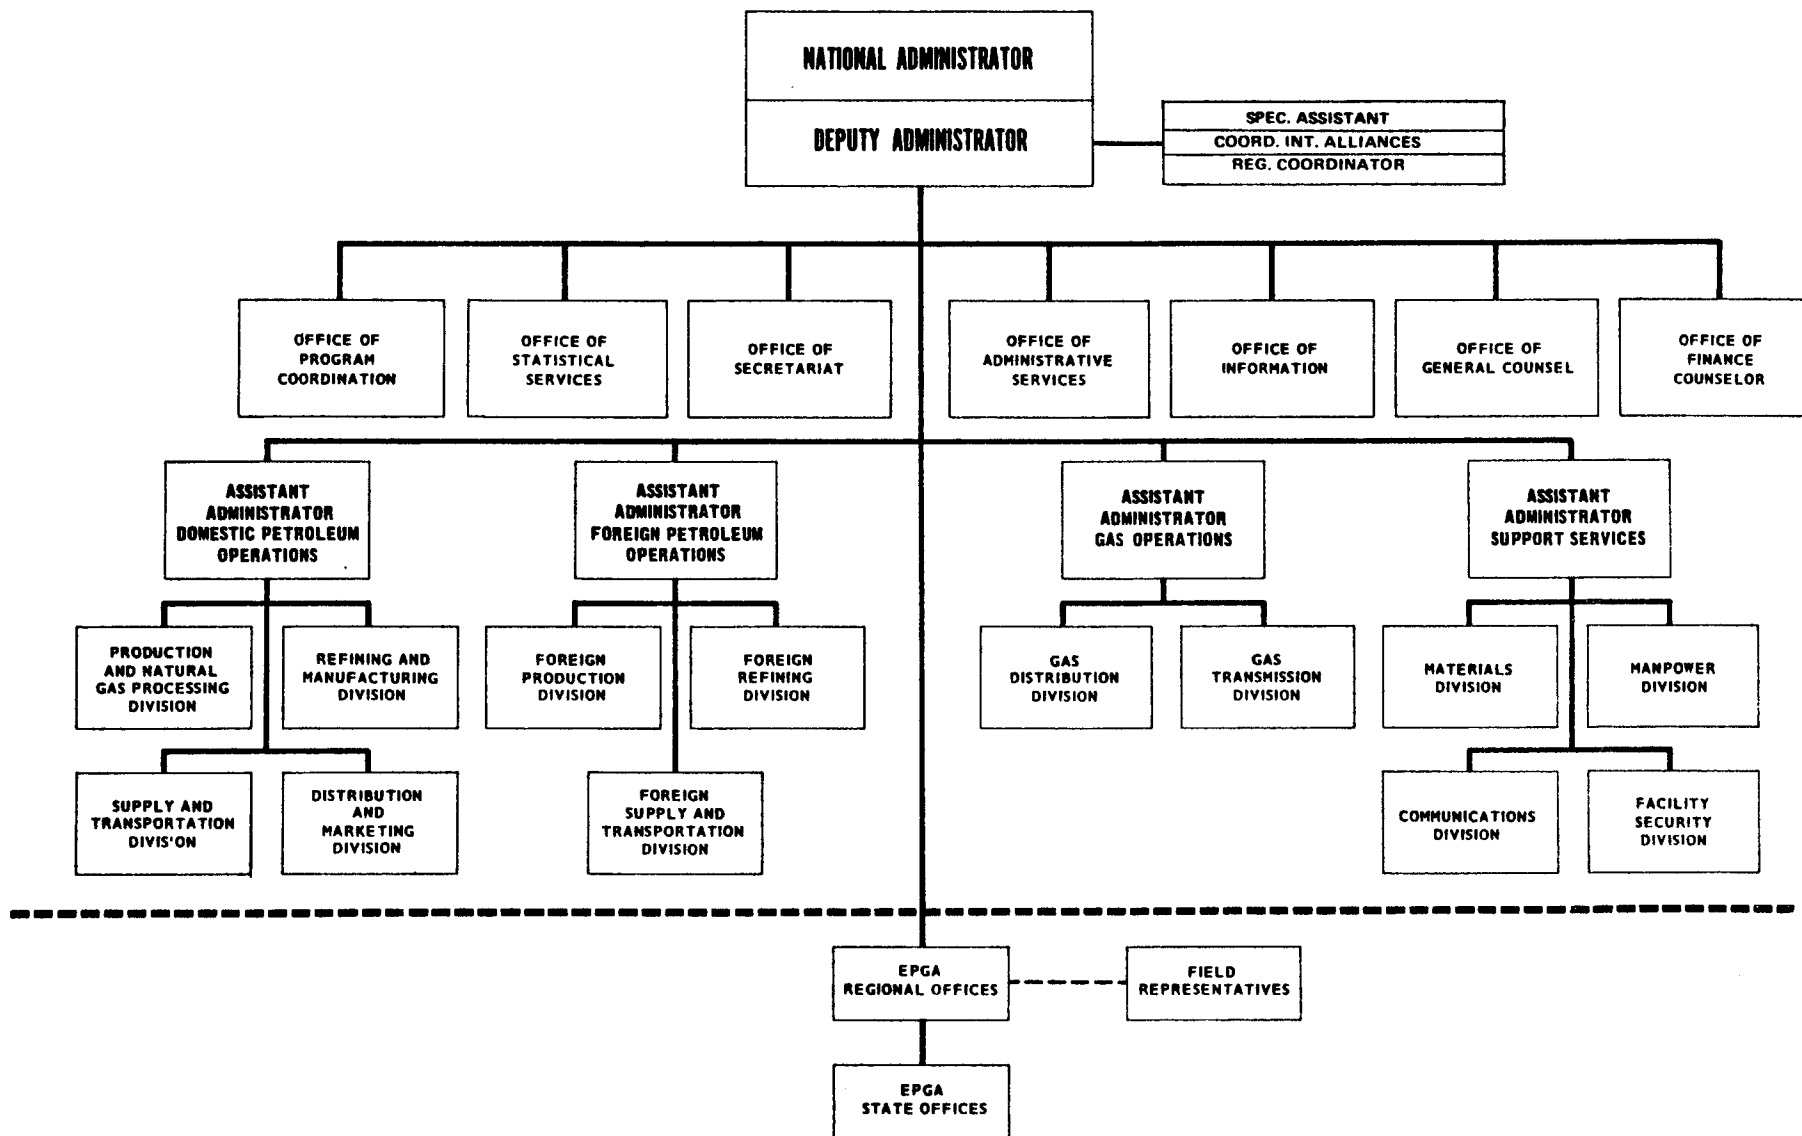 NATIONAL ADMINISTRATOR
DEPUTY ADMINISTRATOR
SPEC. ASSISTANT
COORD. INT. ALLIANCES
REG. COORDINATOR
OFFICE OF
PROGRAM
COORDINATION
OFFICE OF
STATISTICAL
SERVICES
OFFICE OF
SECRETARIAT
OFFICE OF
ADMINISTRATIVE
SERVICES
OFFICE OF
INFORMATION
OFFICE OF
GENERAL COUNSEL
OFFICE OF
FINANCE
COUNSELOR
ASSISTANT
ADMINISTRATOR
DOMESTIC PETROLEUM
OPERATIONS
ASSISTANT
ADMINISTRATOR
FOREIGN PETROLEUM
OPERATIONS
ASSISTANT
ADMINISTRATOR
GAS OPERATIONS
ASSISTANT
ADMINISTRATOR
SUPPORT SERVICES
PRODUCTION
AND NATURAL
GAS PROCESSING
DIVISION
REFINING AND
MANUFACTURING
DIVISION
FOREIGN
PRODUCTION
DIVISION
FOREIGN
REFINING
DIVISION
GAS
DISTRIBUTION
DIVISION
GAS
TRANSMISSION
DIVISION
MATERIALS
DIVISION
MANPOWER
DIVISION
SUPPLY AND
TRANSPORTATION
DIVIS'ON
DISTRIBUTION
AND
MARKETING
DIVISION
FOREIGN
SUPPLY AND
TRANSPORTATION
DIVISION
COMMUNICATIONS
DIVISION
FACILITY
SECURITY
DIVISION
EPGA
REGIONAL OFFICES
FIELD
REPRESENTATIVES
EPGA
STATE OFFICES